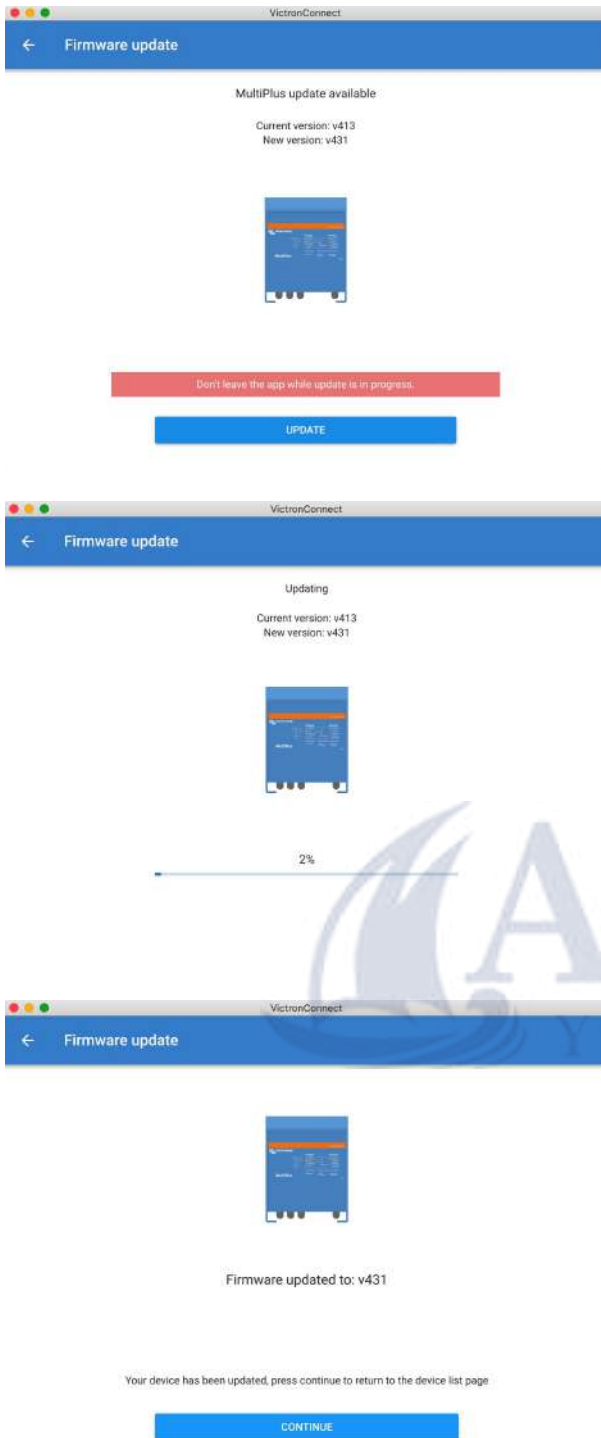 VictronConnect
Firmware update
MultiPlus update available
Current version: v413
New version: v431
Don't leave the app while update is in progress.
UPDATE
VictronConnect
Firmware update
Updating
Current version: v413
New version: v431
2%
A
VictronConnect
Firmware update
Y
Firmware updated to: v431
Your device has been updated, press continue to return to the device list page
CONTINUE